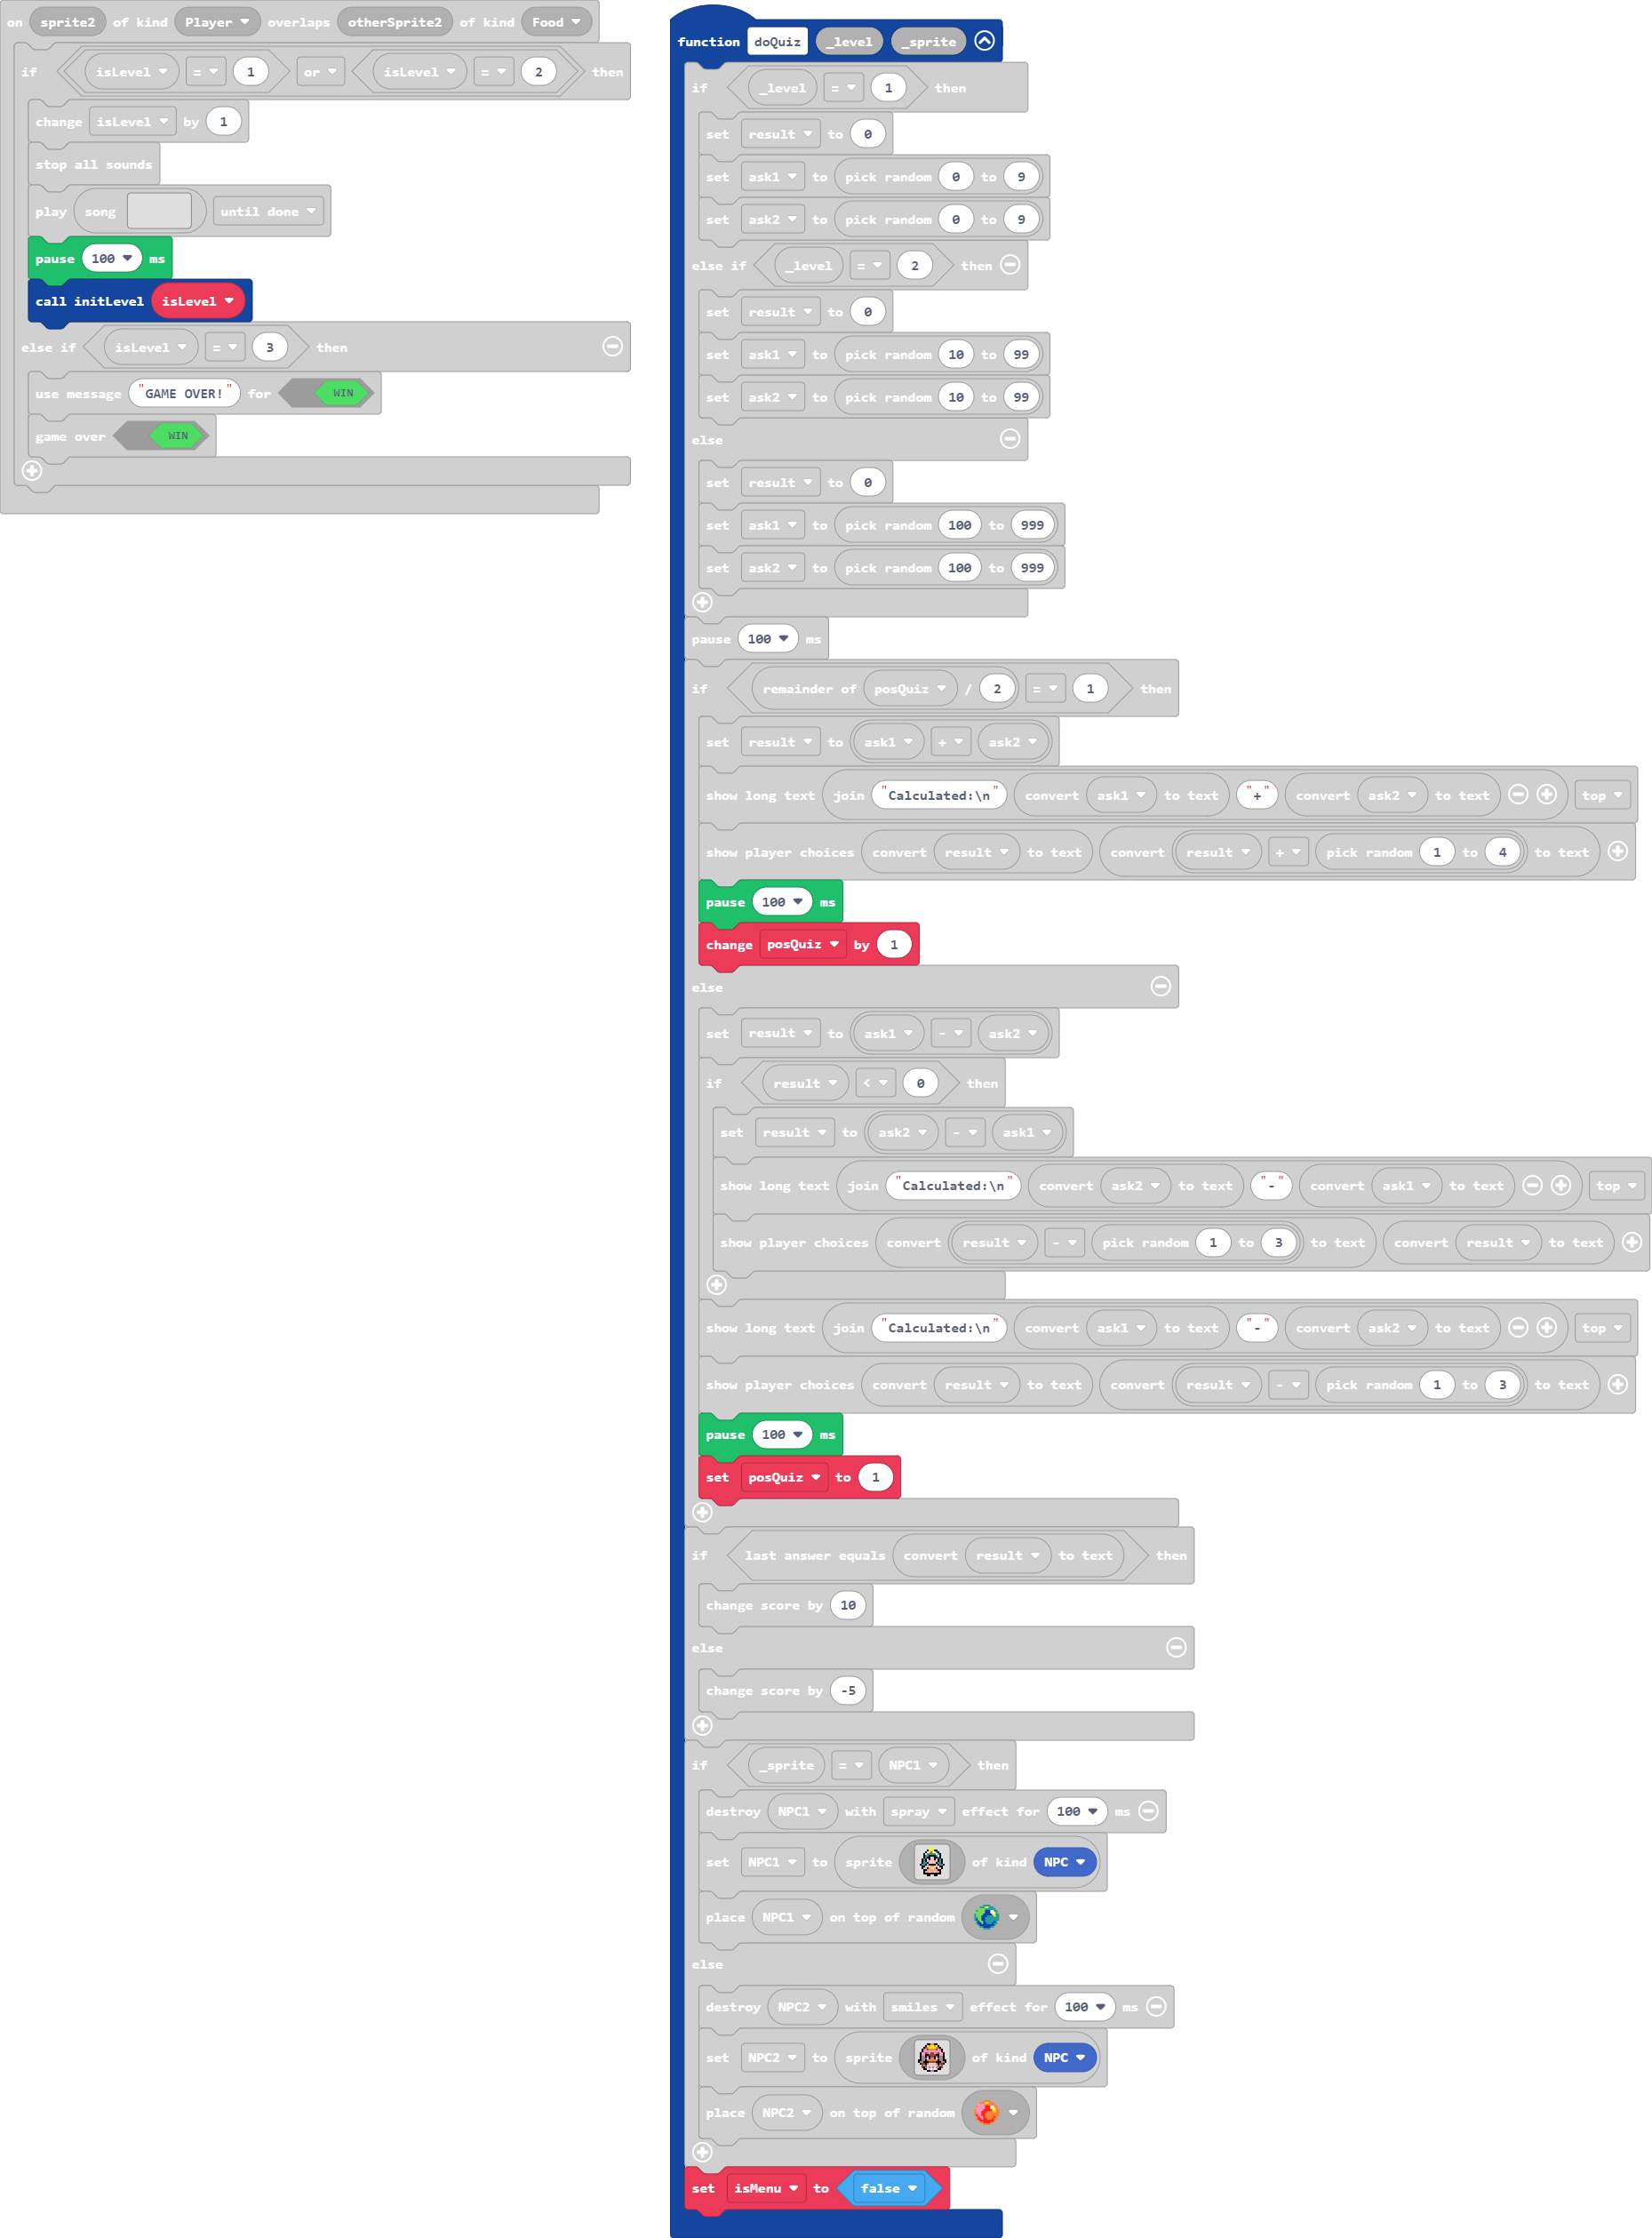 on sprite2 of kind Player overlaps otherSprite2 of kind Food
if isLevel = 1 or isLevel = 2 then
change isLevel by 1
stop all sounds
play song until done
pause 100 ms
call initLevel isLevel
else if isLevel = 3 then
use message "GAME OVER!" for WIN
game over WIN
function doQuiz _level _sprite
if _level = 1 then
set result to 0
set ask1 to pick random 0 to 9
set ask2 to pick random 0 to 9
else if _level = 2 then
set result to 0
set ask1 to pick random 10 to 99
set ask2 to pick random 10 to 99
else
set result to 0
set ask1 to pick random 100 to 999
set ask2 to pick random 100 to 999
pause 100 ms
if remainder of posQuiz / 2 = 1 then
set result to ask1 + ask2
show long text join "Calculated:\n" convert ask1 to text "+" convert ask2 to text top
show player choices convert result to text convert result + pick random 1 to 4 to text
pause 100 ms
change posQuiz by 1
else
set result to ask1 - ask2
if result < 0 then
set result to ask2 - ask1
show long text join "Calculated:\n" convert ask2 to text "-" convert ask1 to text top
show player choices convert result - pick random 1 to 3 to text convert result to text
show long text join "Calculated:\n" convert ask1 to text "-" convert ask2 to text top
show player choices convert result to text convert result - pick random 1 to 3 to text
pause 100 ms
set posQuiz to 1
if last answer equals convert result to text then
change score by 10
else
change score by -5
if _sprite = NPC1 then
destroy NPC1 with spray effect for 100 ms
set NPC1 to sprite of kind NPC
place NPC1 on top of random
else
destroy NPC2 with smiles effect for 100 ms
set NPC2 to sprite of kind NPC
place NPC2 on top of random
set isMenu to false